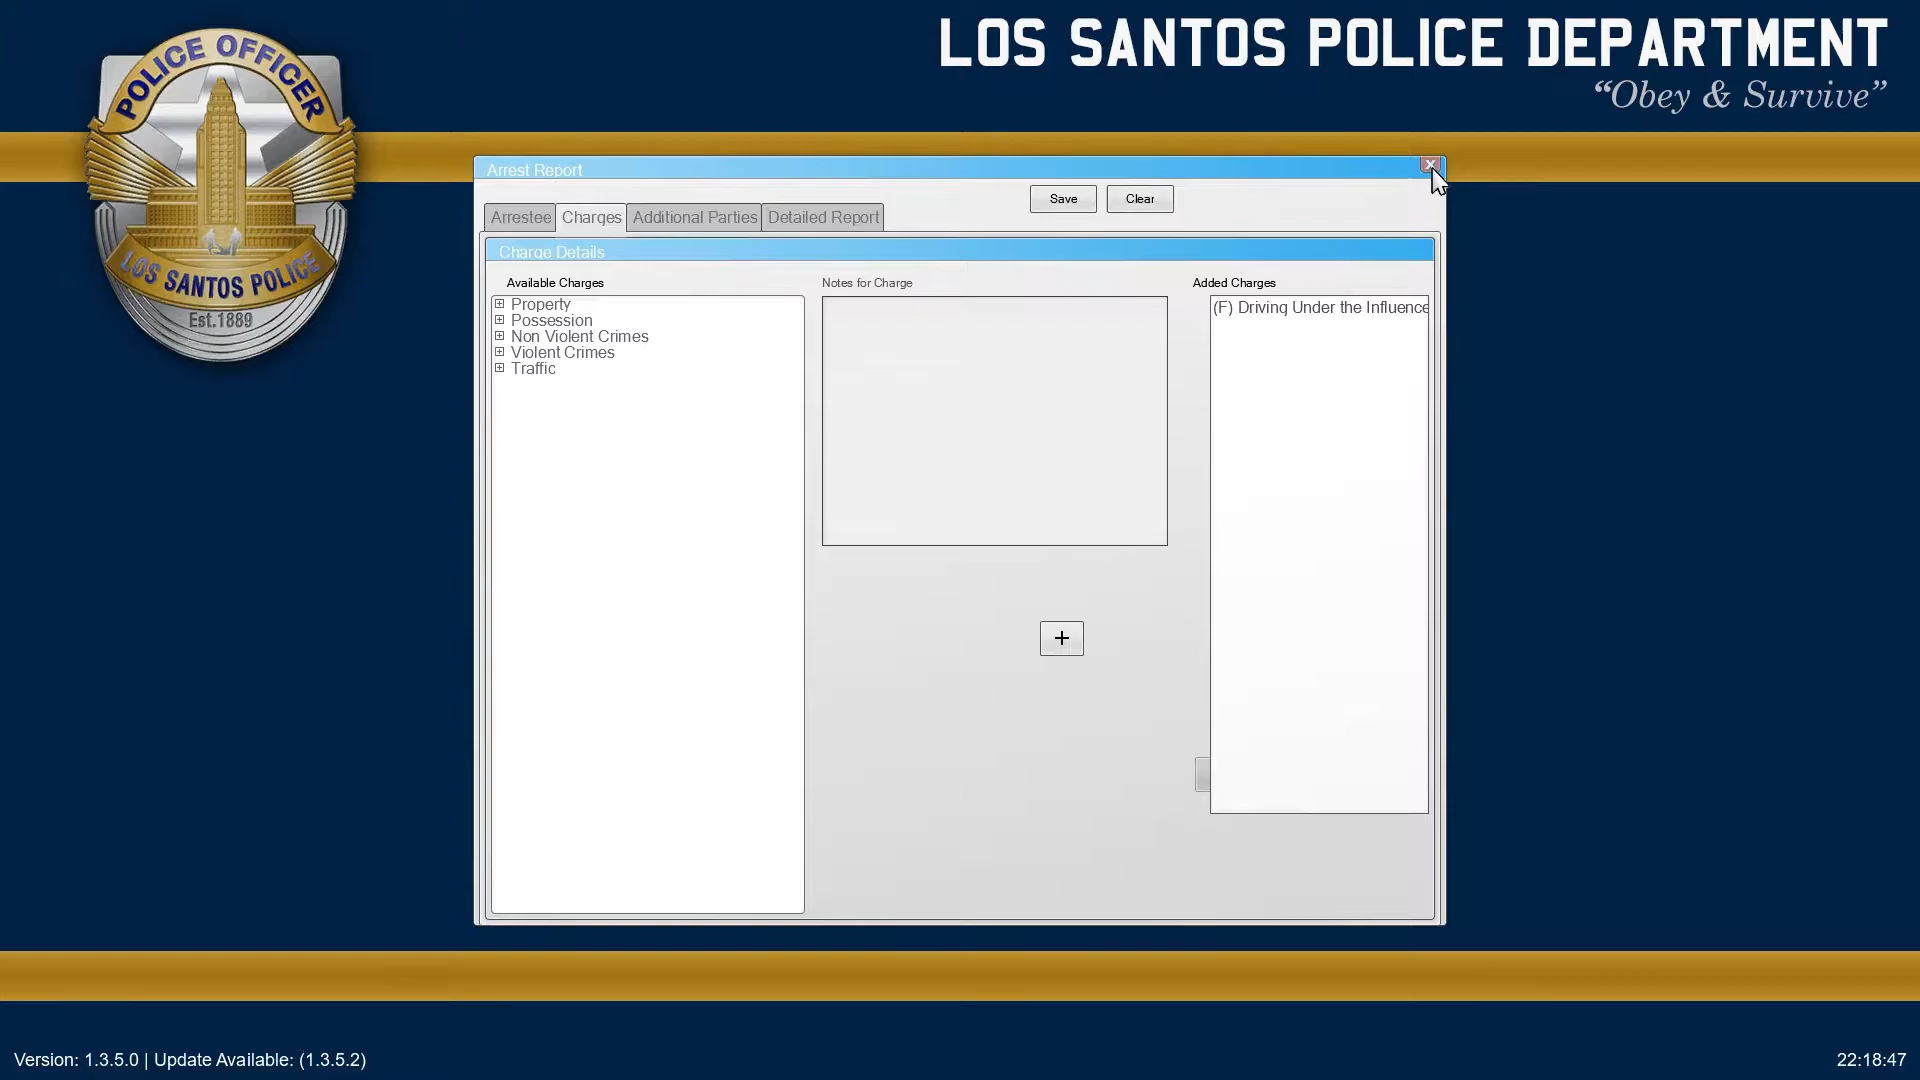 LOS SANTOS POLICE DEPARTMENT
“Obey & Survive”
POLICE OFFICER
LOS SANTOS POLICE
Est.1889
Arrest Report
X
Save
Clear
Arrestee
Charges
Additional Parties
Detailed Report
Charge Details
Available Charges
Notes for Charge
Added Charges
Property
Possession
Non Violent Crimes
Violent Crimes
Traffic
(F) Driving Under the Influence
+
Version: 1.3.5.0 | Update Available: (1.3.5.2)
22:18:47